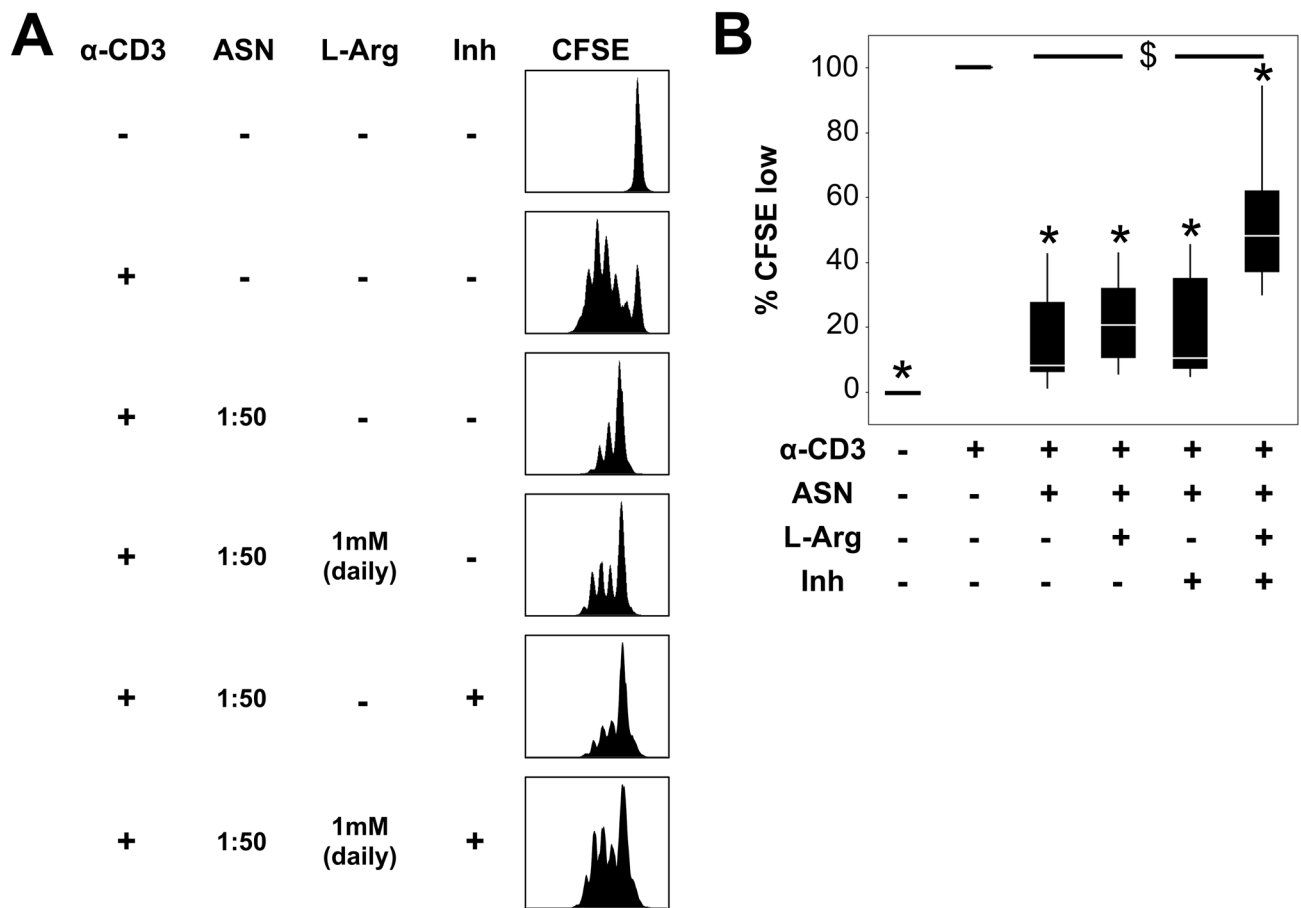 A
α-CD3 ASN L-Arg Inh CFSE
- - - -
+ - - -
+ 1:50 - -
+ 1:50 1mM (daily) -
+ 1:50 - +
+ 1:50 1mM (daily) +
B
% CFSE low
100
80
60
40
20
0
$
* * * * *
α-CD3 - + + + + +
ASN - - + + + +
L-Arg - - - + - +
Inh - - - - + +